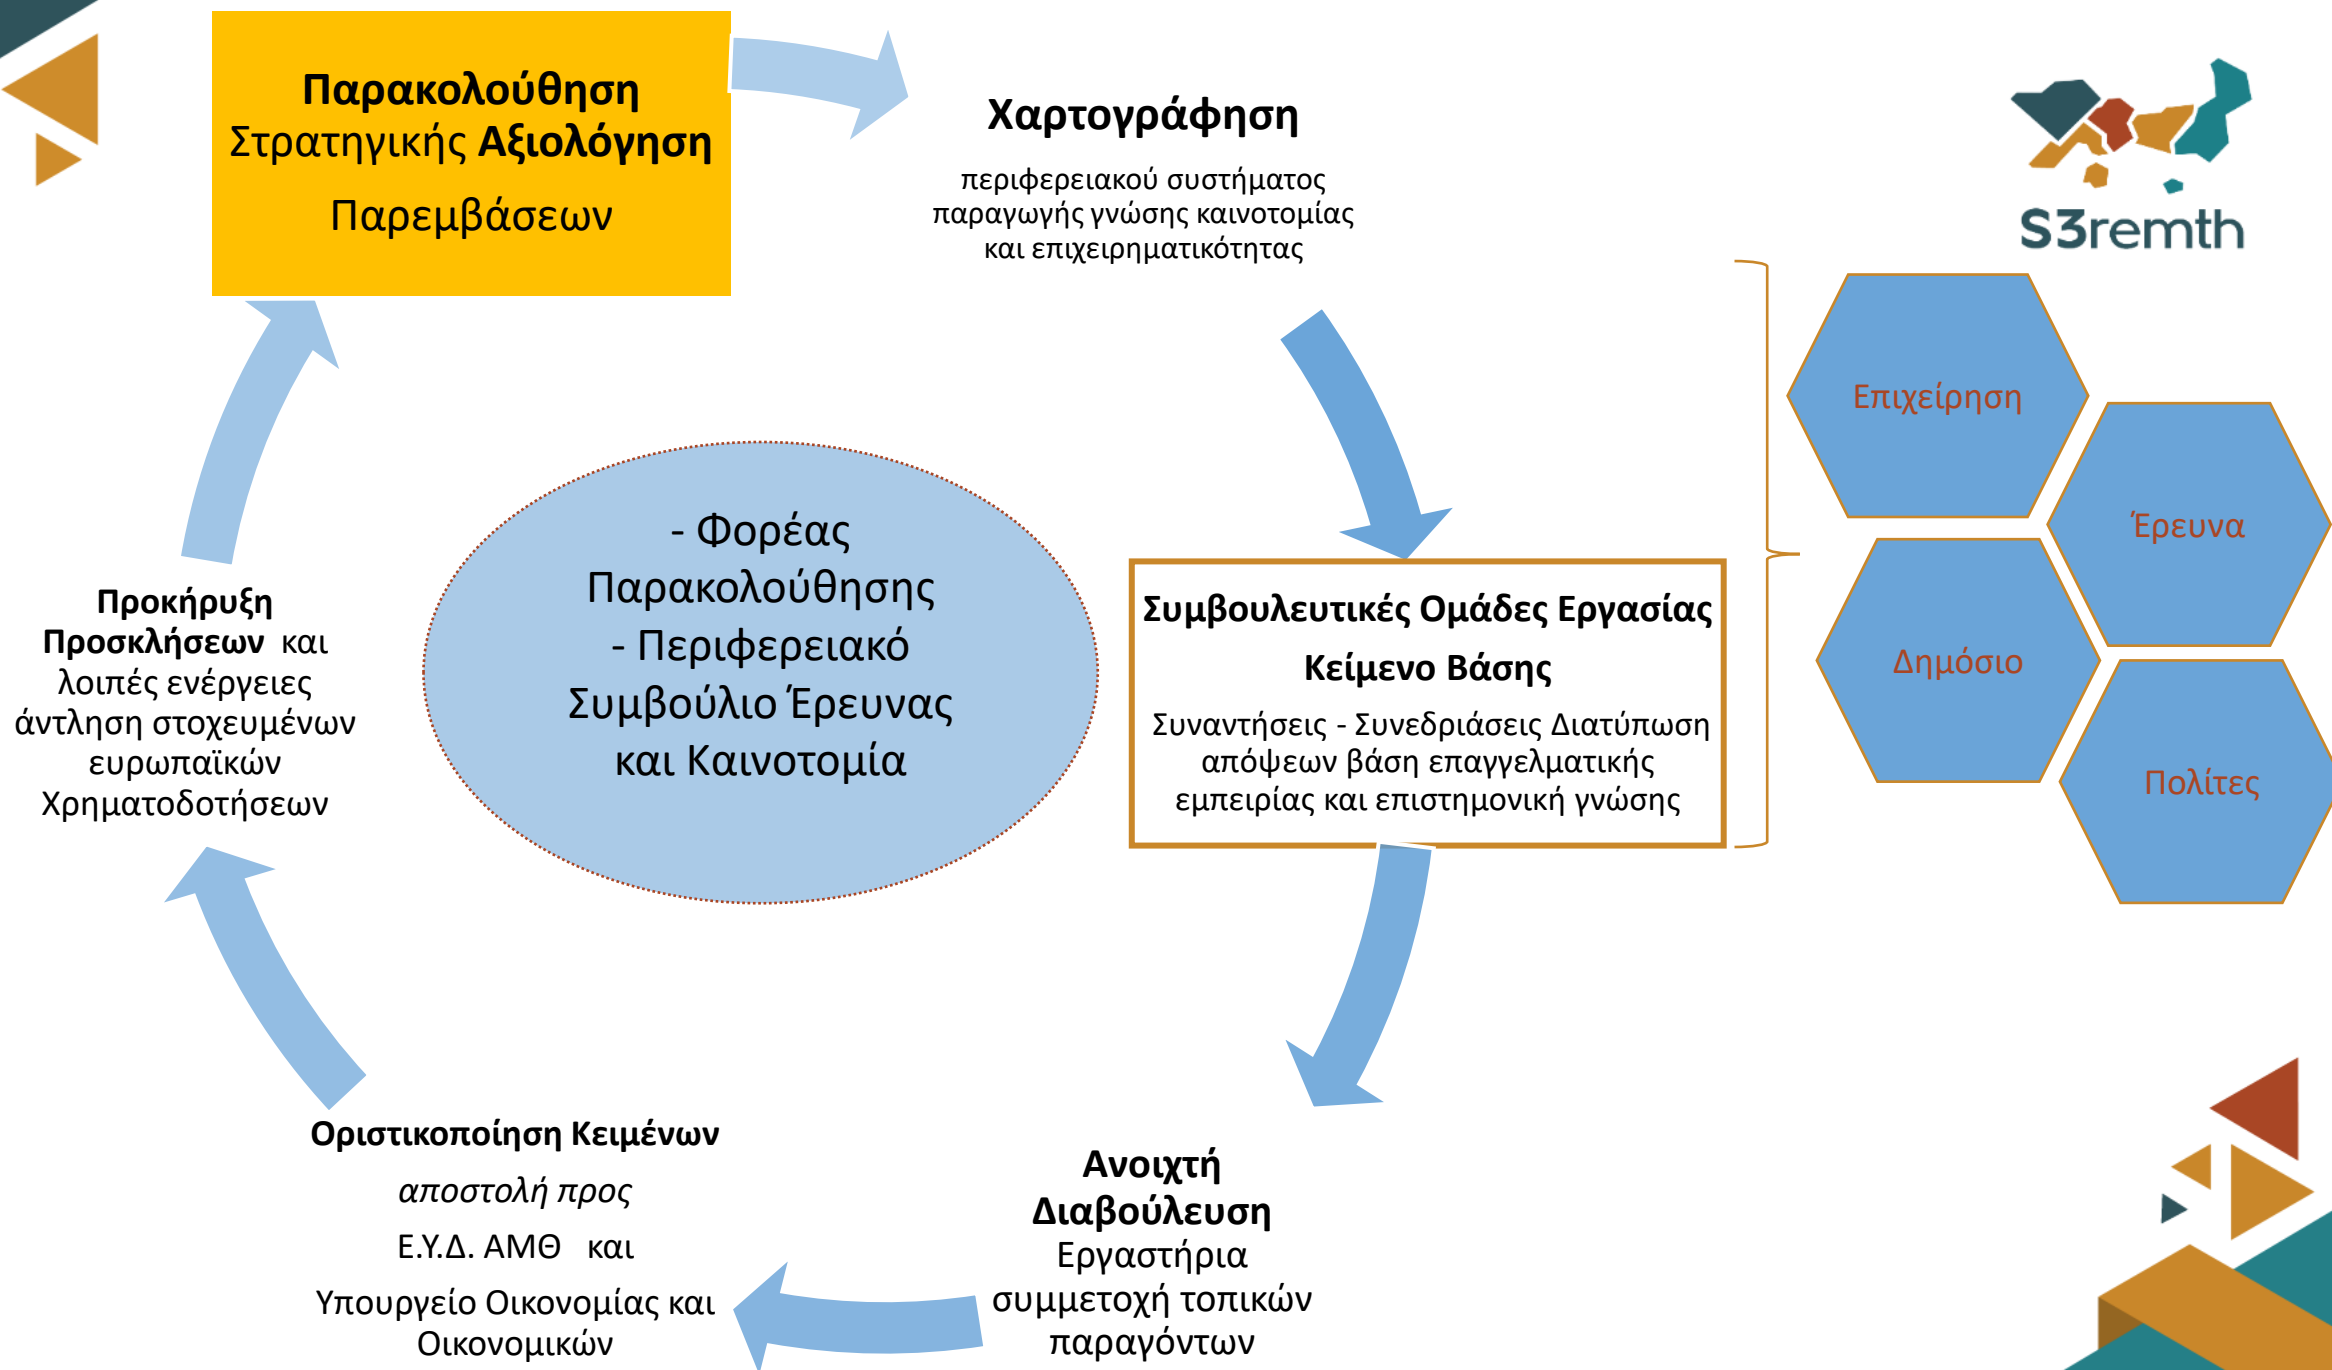 Παρακολούθηση
Στρατηγικής Αξιολόγηση
Παρεμβάσεων
Χαρτογράφηση
περιφερειακού συστήματος
παραγωγής γνώσης καινοτομίας
και επιχειρηματικότητας
S3remth
Επιχείρηση
Έρευνα
Δημόσιο
Πολίτες
Συμβουλευτικές Ομάδες Εργασίας
Κείμενο Βάσης
Συναντήσεις - Συνεδριάσεις Διατύπωση
απόψεων βάση επαγγελματικής
εμπειρίας και επιστημονική γνώσης
Ανοιχτή
Διαβούλευση
Εργαστήρια
συμμετοχή τοπικών
παραγόντων
Οριστικοποίηση Κειμένων
αποστολή προς
Ε.Υ.Δ. ΑΜΘ και
Υπουργείο Οικονομίας και
Οικονομικών
Προκήρυξη
Προσκλήσεων και
λοιπές ενέργειες
άντληση στοχευμένων
ευρωπαϊκών
Χρηματοδοτήσεων
- Φορέας
Παρακολούθησης
- Περιφερειακό
Συμβούλιο Έρευνας
και Καινοτομία